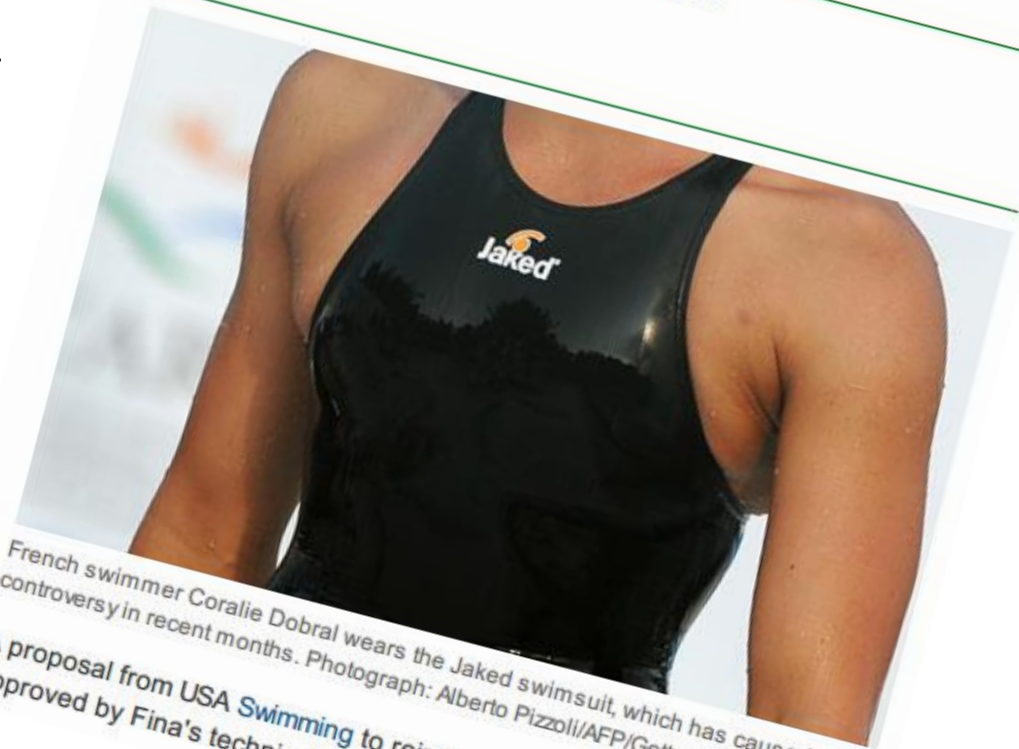 Jaked
French swimmer Coralie Dobral wears the Jaked swimsuit, which has
controversy in recent months. Photograph: Alberto Pizzoli/AFP/
proposal from USA Swimming to
by Fina's